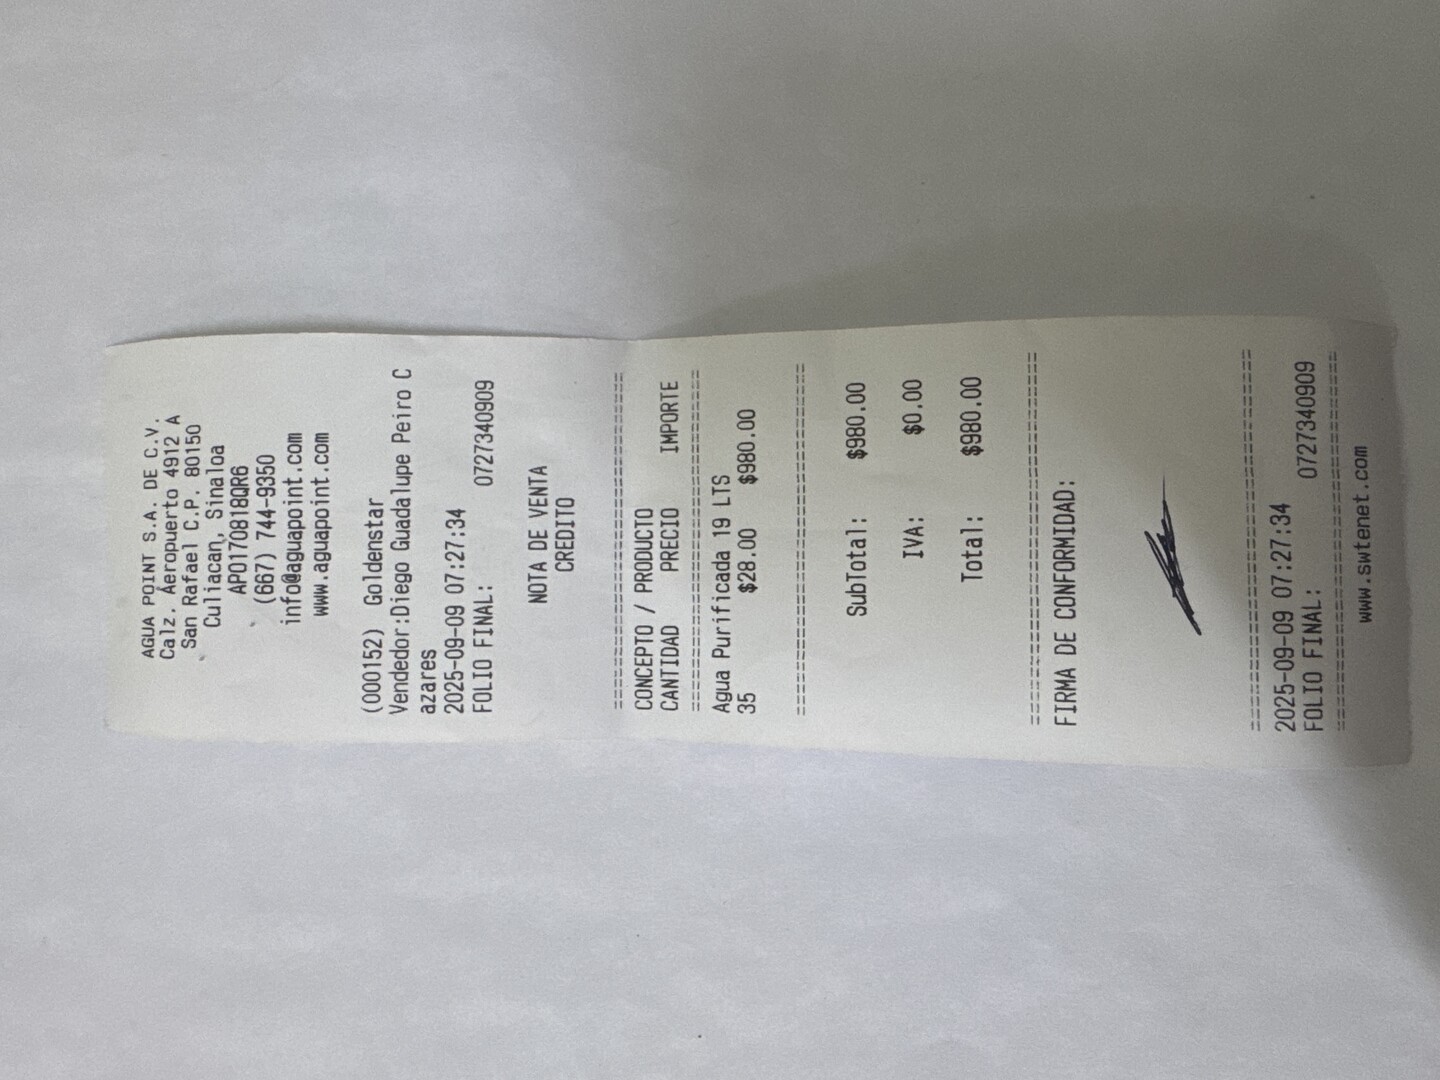 AGUA POINT S.A. DE C.V.
Calz. Aeropuerto 4912 A
San Rafael C.P. 80150
Culiacan, Sinaloa
APO170818QR6
(667) 744-9350
info@aguapoint.com
www.aguapoint.com
(000152) Goldenstar
Vendedor:Diego Guadalupe Peiro C
azares
2025-09-09 07:27:34
FOLIO FINAL: 0727340909
NOTA DE VENTA
CREDITO
================================
CONCEPTO / PRODUCTO
CANTIDAD PRECIO IMPORTE
================================
Agua Purificada 19 LTS
35 $28.00 $980.00
================================
SubTotal: $980.00
IVA: $0.00
Total: $980.00
================================
FIRMA DE CONFORMIDAD:
================================
2025-09-09 07:27:34
FOLIO FINAL: 0727340909
================================
www.swtenet.com